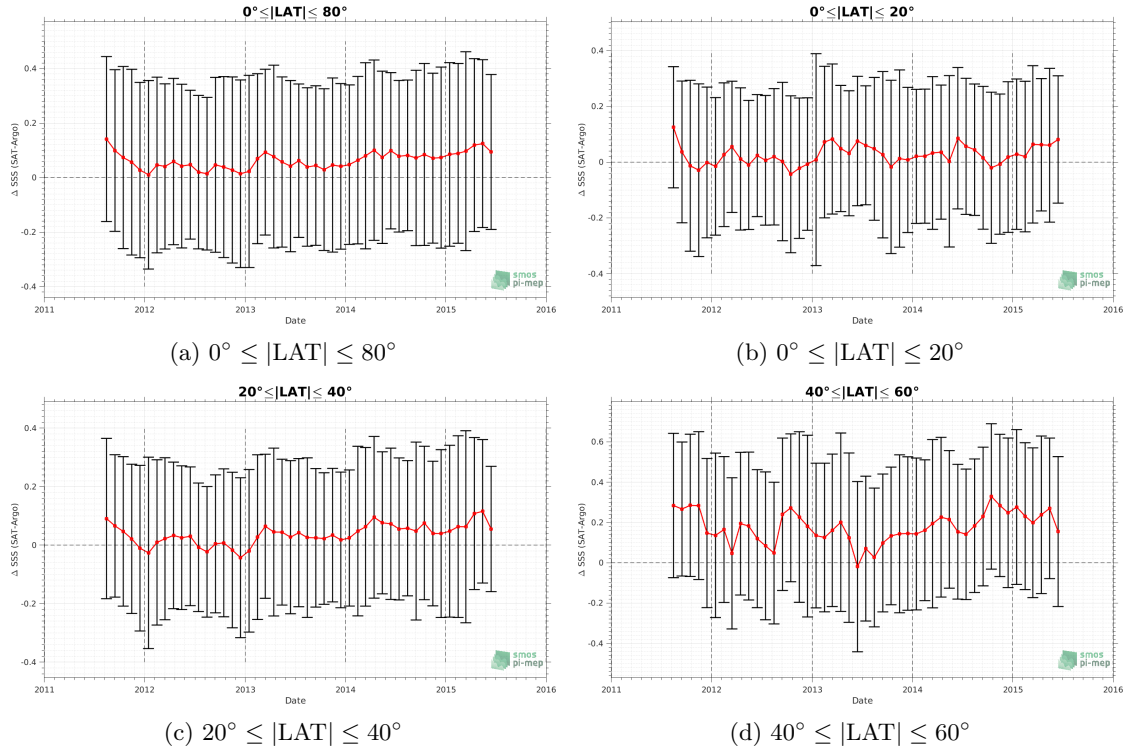 0°≤|LAT|≤ 80°
Δ SSS (SAT-Argo)
0.4
0.2
0
-0.2
-0.4
2011 2012 2013 2014 2015 2016
Date
smos
pi-mep
(a) 0° ≤ |LAT| ≤ 80°
0°≤|LAT|≤ 20°
Δ SSS (SAT-Argo)
0.4
0.2
0
-0.2
-0.4
2011 2012 2013 2014 2015 2016
Date
smos
pi-mep
(b) 0° ≤ |LAT| ≤ 20°
20°≤|LAT|≤ 40°
Δ SSS (SAT-Argo)
0.4
0.2
0
-0.2
-0.4
2011 2012 2013 2014 2015 2016
Date
smos
pi-mep
(c) 20° ≤ |LAT| ≤ 40°
40°≤|LAT|≤ 60°
Δ SSS (SAT-Argo)
0.6
0.4
0.2
0
-0.2
-0.4
2011 2012 2013 2014 2015 2016
Date
smos
pi-mep
(d) 40° ≤ |LAT| ≤ 60°